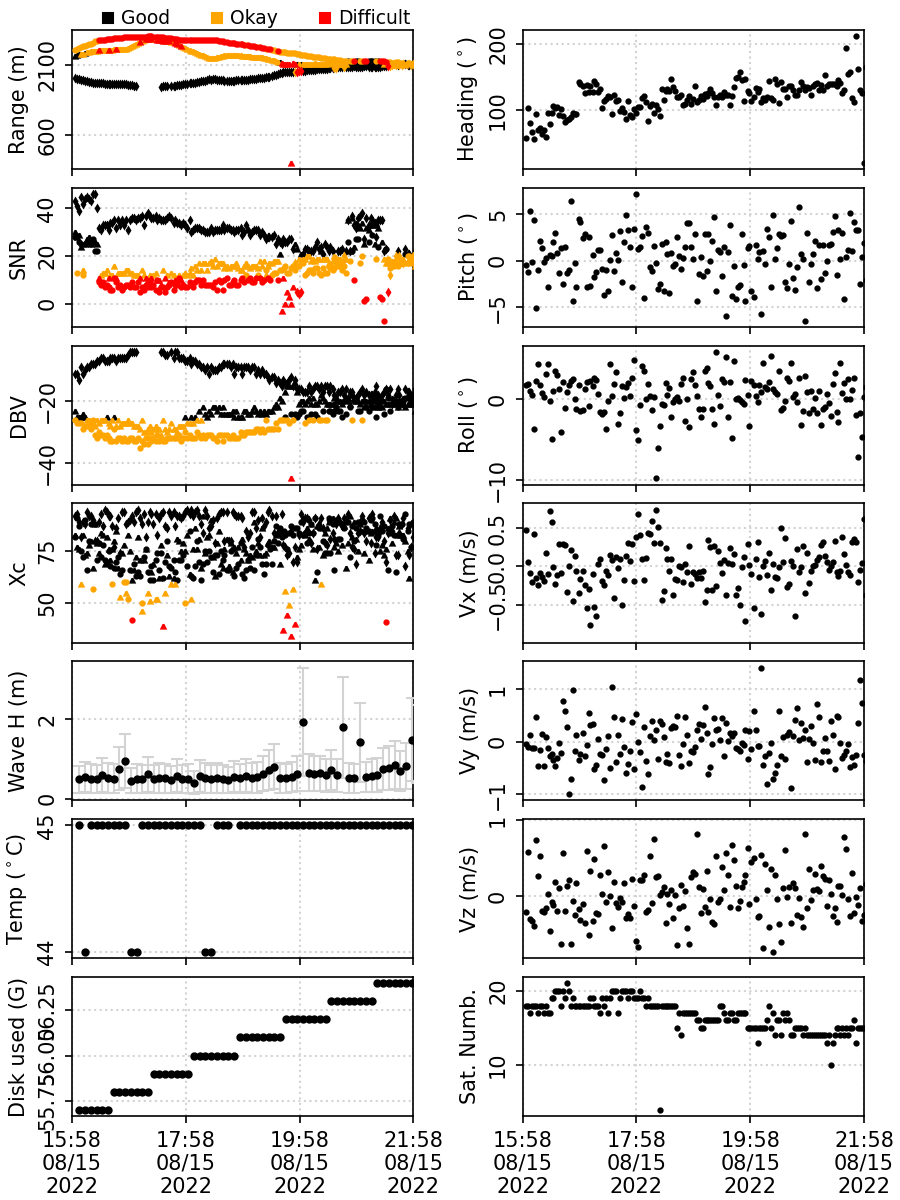 Good Okay Difficult
Range (m)
2100
600
Heading (°)
200
100
SNR
40
20
0
Pitch (°)
5
0
−5
DBV
−20
−40
Roll (°)
0
−10
Xc
75
50
Vx (m/s)
0.5
0.0
−0.5
Wave H (m)
2
0
Vy (m/s)
1
0
−1
Temp (°C)
45
44
Vz (m/s)
1
0
Disk used (G)
56.25
56.00
55.75
Sat. Numb.
20
10
15:58 17:58 19:58 21:58
08/15 08/15 08/15 08/15
2022 2022 2022 2022
15:58 17:58 19:58 21:58
08/15 08/15 08/15 08/15
2022 2022 2022 2022